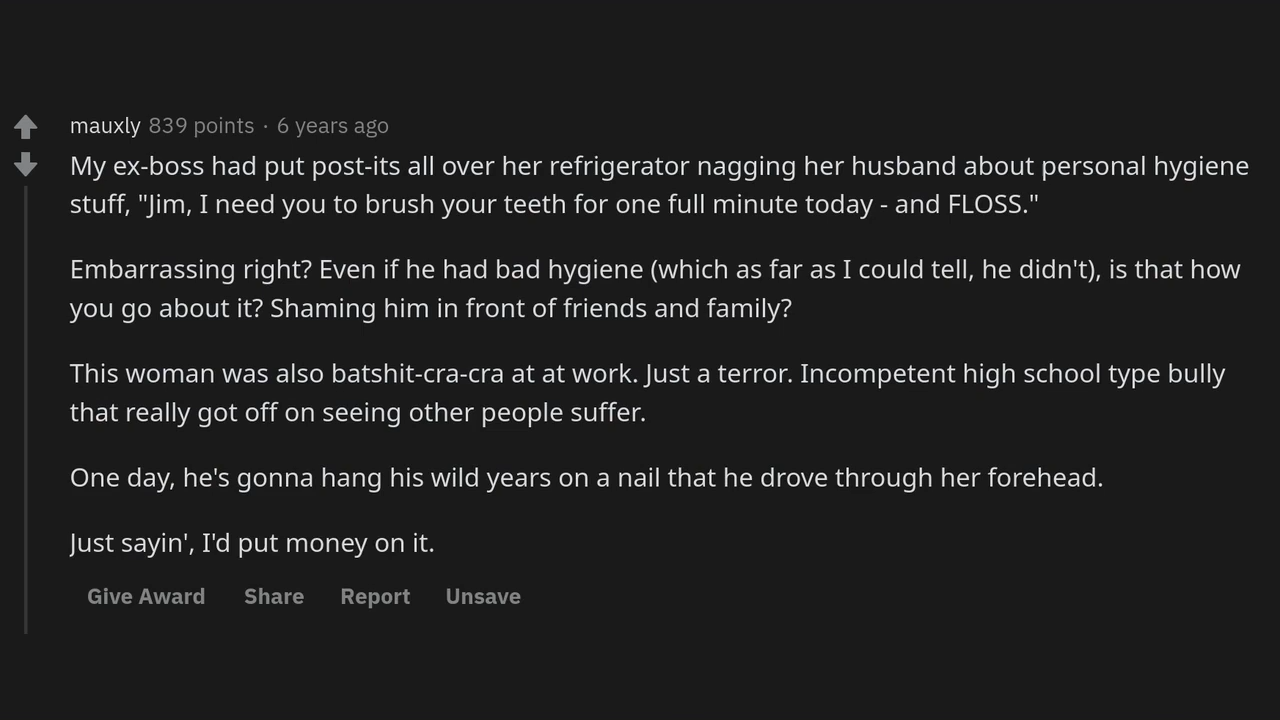 mauxly 839 points · 6 years ago
My ex-boss had put post-its all over her refrigerator nagging her husband about personal hygiene
stuff, "Jim, I need you to brush your teeth for one full minute today - and FLOSS."
Embarrassing right? Even if he had bad hygiene (which as far as I could tell, he didn't), is that how
you go about it? Shaming him in front of friends and family?
This woman was also batshit-cra-cra at at work. Just a terror. Incompetent high school type bully
that really got off on seeing other people suffer.
One day, he's gonna hang his wild years on a nail that he drove through her forehead.
Just sayin', I'd put money on it.
Give Award Share Report Unsave